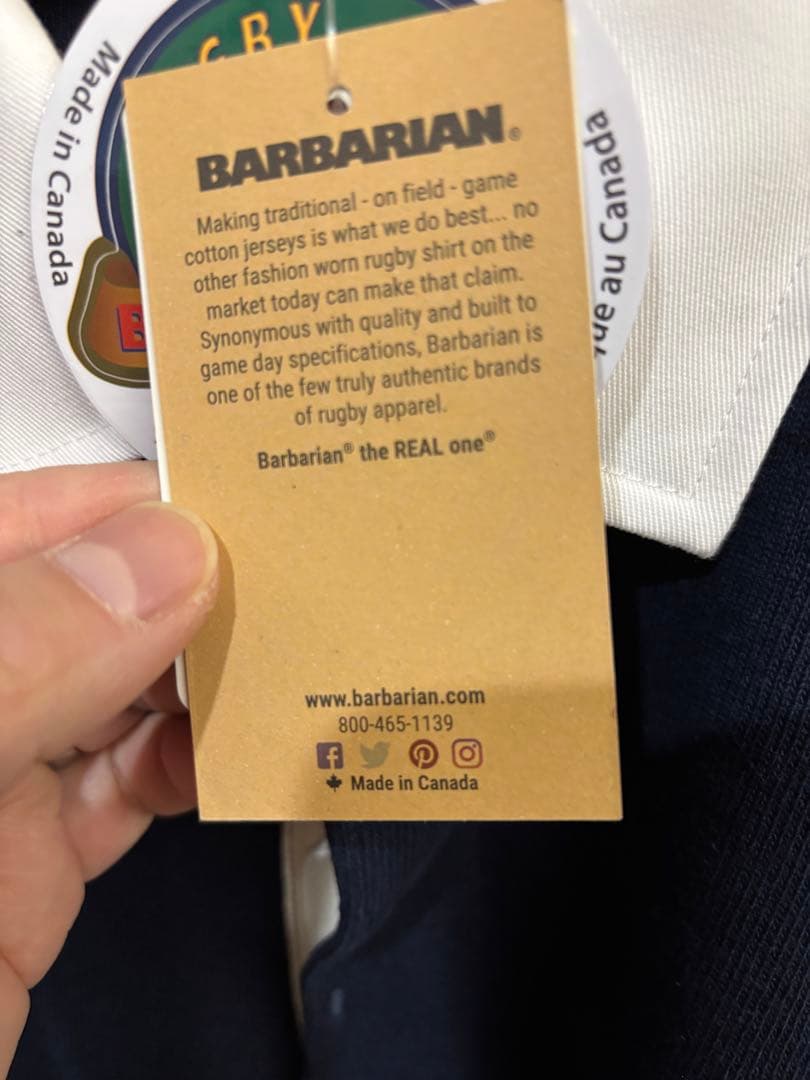 GBY
Made in Canada
au Canada
BARBARIAN®
Making traditional - on field - game
cotton jerseys is what we do best... no
other fashion worn rugby shirt on the
market today can make that claim.
Synonymous with quality and built to
game day specifications, Barbarian is
one of the few truly authentic brands
of rugby apparel.
Barbarian® the REAL one®
www.barbarian.com
800-465-1139
Made in Canada